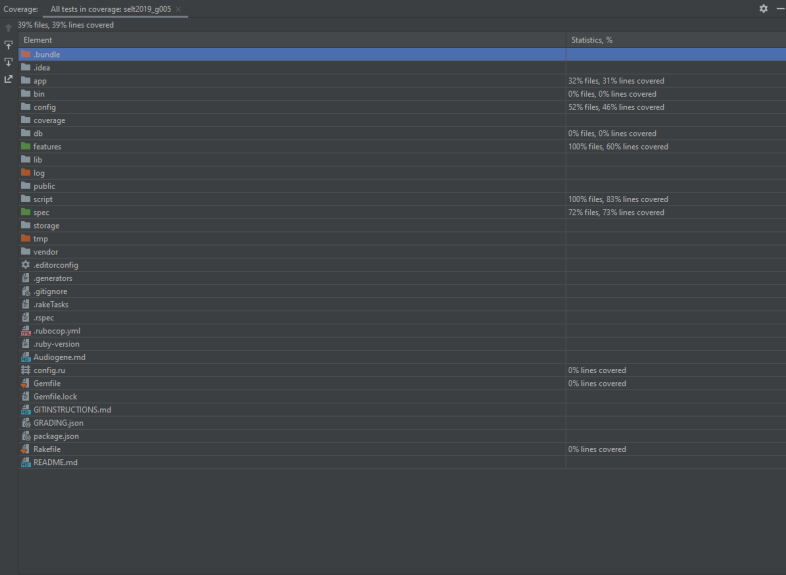 Coverage: All tests in coverage: selt2019_g005 ×
39% files, 39% lines covered
Element Statistics, %
.bundle
.idea
app 32% files, 31% lines covered
bin 0% files, 0% lines covered
config 52% files, 46% lines covered
coverage
db 0% files, 0% lines covered
features 100% files, 60% lines covered
lib
log
public
script 100% files, 83% lines covered
spec 72% files, 73% lines covered
storage
tmp
vendor
.editorconfig
.generators
.gitignore
.rakeTasks
.rspec
.rubocop.yml
.ruby-version
Audiogene.md
config.ru 0% lines covered
Gemfile 0% lines covered
Gemfile.lock
GITINSTRUCTIONS.md
GRADING.json
package.json
Rakefile 0% lines covered
README.md